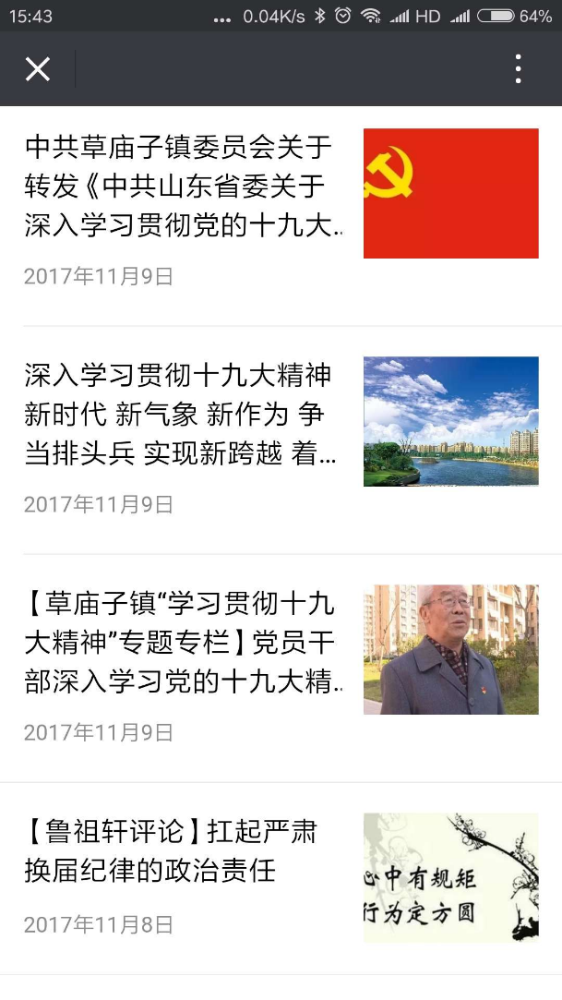 15:43
... 0.04K/s HD 64%
中共草庙子镇委员会关于
转发《中共山东省委关于
深入学习贯彻党的十九大..
2017年11月9日
深入学习贯彻十九大精神
新时代 新气象 新作为 争
当排头兵 实现新跨越 着...
2017年11月9日
【草庙子镇“学习贯彻十九
大精神”专题专栏】党员干
部深入学习党的十九大精..
2017年11月9日
【鲁祖轩评论】扛起严肃
换届纪律的政治责任
2017年11月8日
心中有规矩
行为定方圆